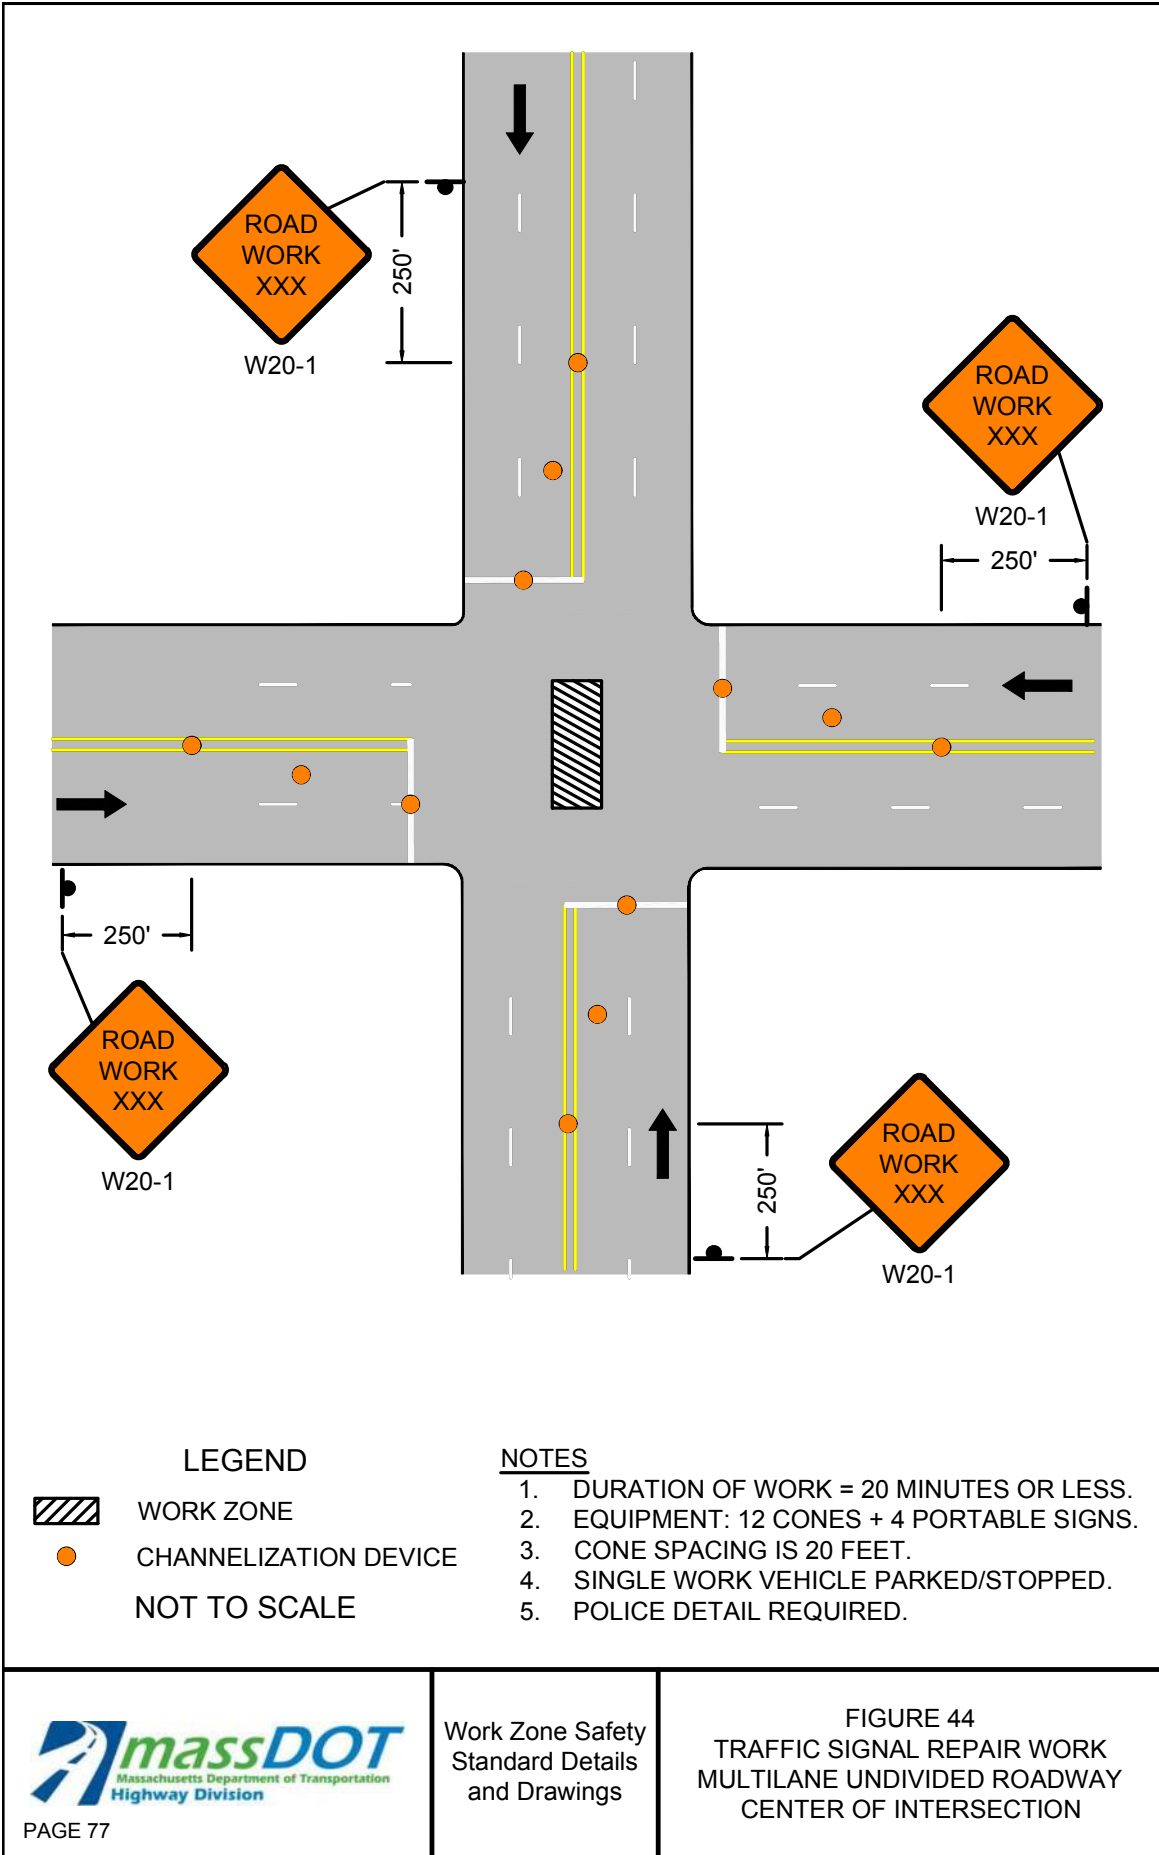 ROAD
WORK
XXX
W20-1
250'
ROAD
WORK
XXX
W20-1
250'
250'
ROAD
WORK
XXX
W20-1
250'
ROAD
WORK
XXX
W20-1
LEGEND
WORK ZONE
CHANNELIZATION DEVICE
NOT TO SCALE
NOTES
1. DURATION OF WORK = 20 MINUTES OR LESS.
2. EQUIPMENT: 12 CONES + 4 PORTABLE SIGNS.
3. CONE SPACING IS 20 FEET.
4. SINGLE WORK VEHICLE PARKED/STOPPED.
5. POLICE DETAIL REQUIRED.
massDOT
Massachusetts Department of Transportation
Highway Division
PAGE 77
Work Zone Safety
Standard Details
and Drawings
FIGURE 44
TRAFFIC SIGNAL REPAIR WORK
MULTILANE UNDIVIDED ROADWAY
CENTER OF INTERSECTION